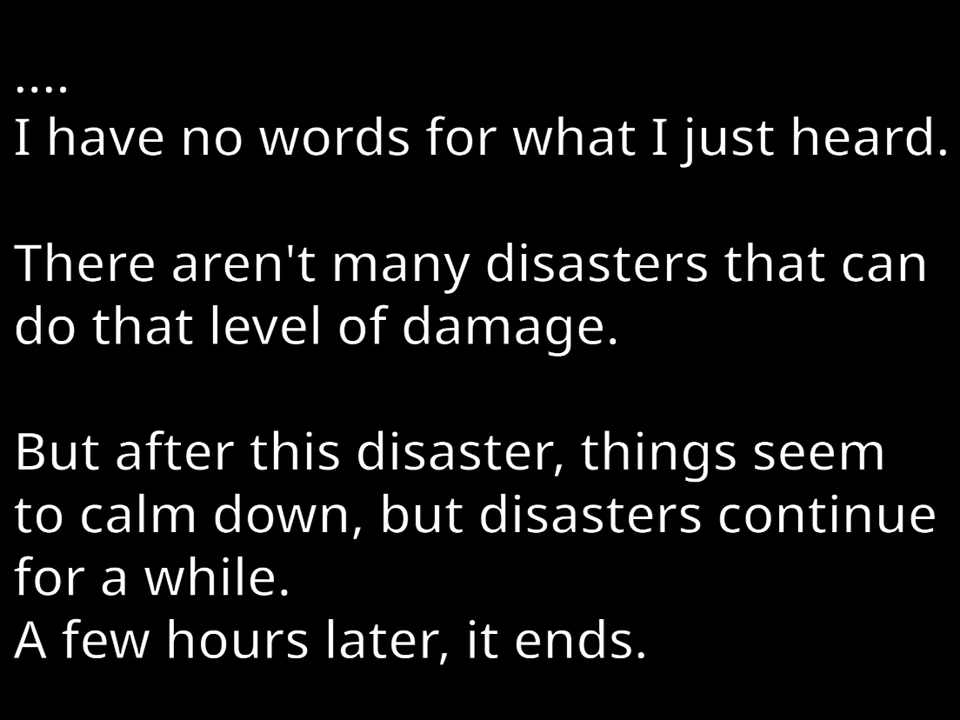 ....
I have no words for what I just heard.
There aren't many disasters that can
do that level of damage.
But after this disaster, things seem
to calm down, but disasters continue
for a while.
A few hours later, it ends.